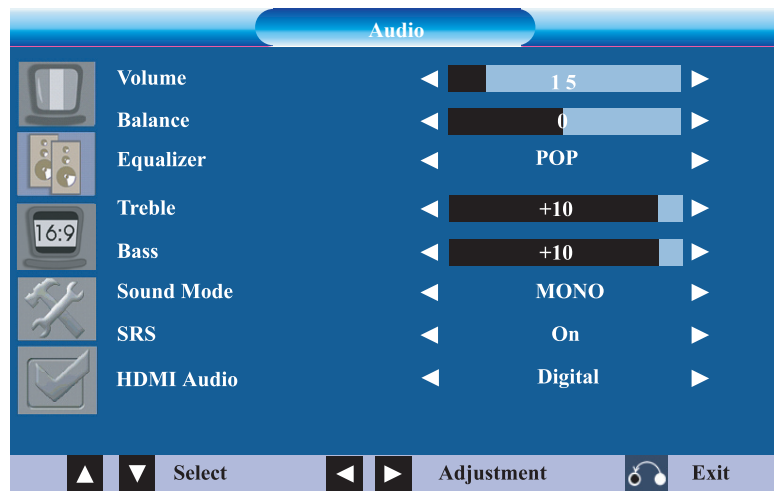 Audio
Volume 15
Balance 0
Equalizer POP
Treble +10
16:9
Bass +10
Sound Mode MONO
SRS On
HDMI Audio Digital
Select Adjustment Exit